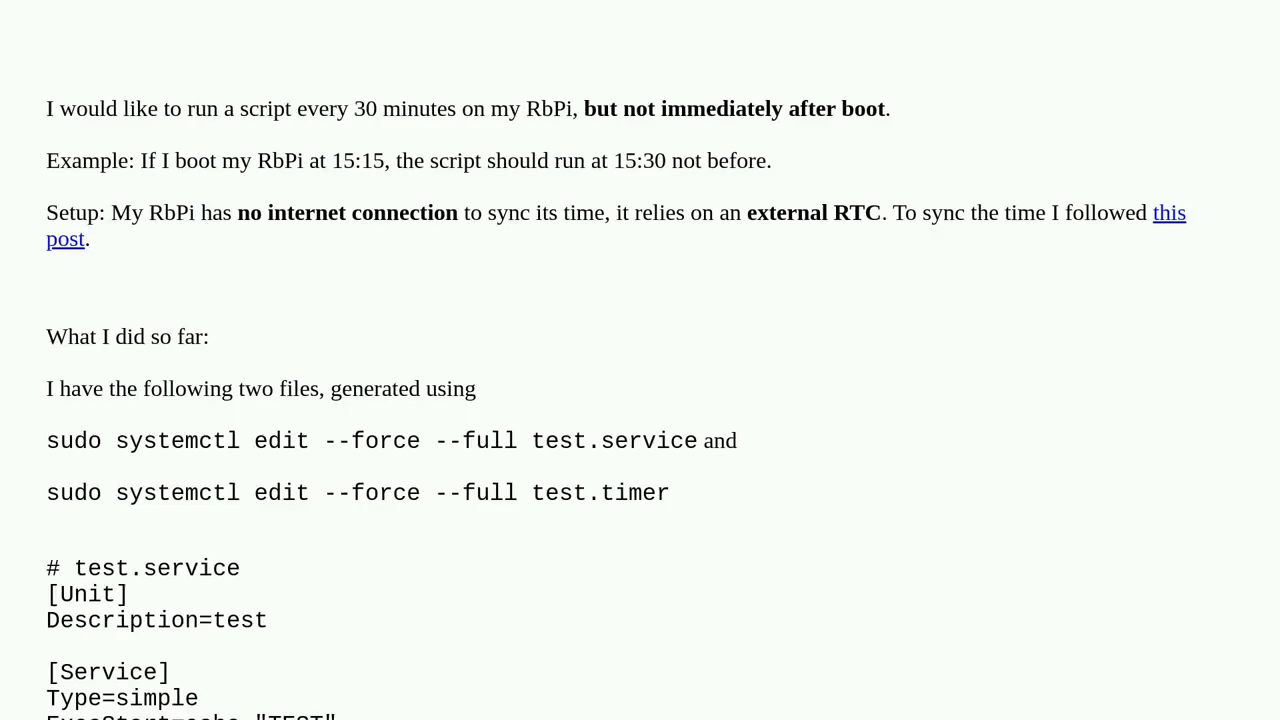 I would like to run a script every 30 minutes on my RbPi, but not immediately after boot.
Example: If I boot my RbPi at 15:15, the script should run at 15:30 not before.
Setup: My RbPi has no internet connection to sync its time, it relies on an external RTC. To sync the time I followed this
post.
What I did so far:
I have the following two files, generated using
sudo systemctl edit --force --full test.service and
sudo systemctl edit --force --full test.timer
# test.service
[Unit]
Description=test
[Service]
Type=simple
ExecStart=echo "TEST"